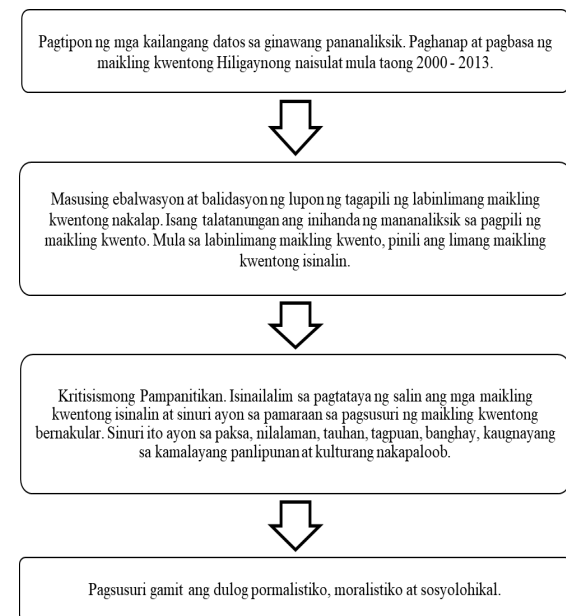 Pagtipon ng mga kailangang datos sa ginawang pananaliksik. Paghanap at pagbasa ng
maikling kwentong Hiligaynong naisulat mula taong 2000 - 2013.
Masusing ebalwasyon at balidasyon ng lupon ng tagapili ng labinlimang maikling
kwentong nakalap. Isang talatanungan ang inihanda ng mananaliksik sa pagpili ng
maikling kwento. Mula sa labinlimang maikling kwento, pinili ang limang maikling
kwentong isinalin.
Kritisismong Pampanitikan. Isinailalim sa pagtataya ng salin ang mga maikling
kwentong isinalin at sinuri ayon sa pamaraan sa pagsusuri ng maikling kwentong
bernakular. Sinuri ito ayon sa paksa, nilalaman, tauhan, tagpuan, banghay, kaugnayang
sa kamalayang panlipunan at kulturang nakapaloob.
Pagsusuri gamit ang dulog pormalistiko, moralistiko at sosyolohikal.